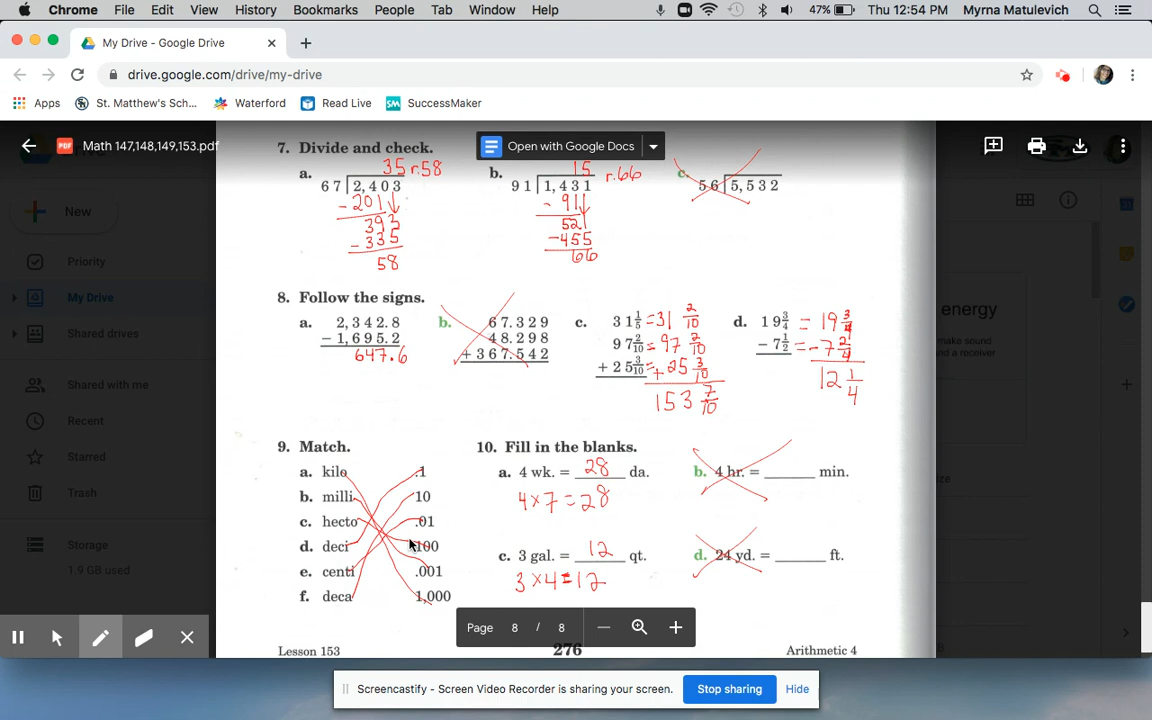 Chrome File Edit View History Bookmarks People Tab Window Help 47% Thu 12:54 PM Myrna Matulevich
My Drive - Google Drive
drive.google.com/drive/my-drive
Apps St. Matthew's Sch... Waterford Read Live SuccessMaker
Math 147,148,149,153.pdf
Open with Google Docs
New
Priority
My Drive
Shared drives
Shared with me
Recent
Starred
Trash
Storage
1.9 GB used
7. Divide and check.
35 r.58 15 r.66
a. 67 2,403 b. 91 1,431 c. 56 5,532
- 201 - 91
393 521
- 335 - 455
58 66
8. Follow the signs.
a. 2,342.8 b. 67.329 c. 31 1/5 = 31 2/10 d. 19 3/4 = 19 3/4
- 1,695.2 48.298 97 2/10 = 97 2/10 - 7 1/2 = - 7 2/4
647.6 + 367.542 + 25 3/10 = + 25 3/10 12 1/4
153 7/10
9. Match.
a. kilo .1
b. milli 10
c. hecto .01
d. deci 100
e. centi .001
f. deca 1,000
10. Fill in the blanks.
a. 4 wk. = 28 da. b. 4 hr. = ______ min.
4 x 7 = 28
c. 3 gal. = 12 qt. d. 24 yd. = ______ ft.
3 x 4 = 12
energy
make sound
and a receiver
Page 8 / 8
Lesson 153 276 Arithmetic 4
Screencastify - Screen Video Recorder is sharing your screen. Stop sharing Hide